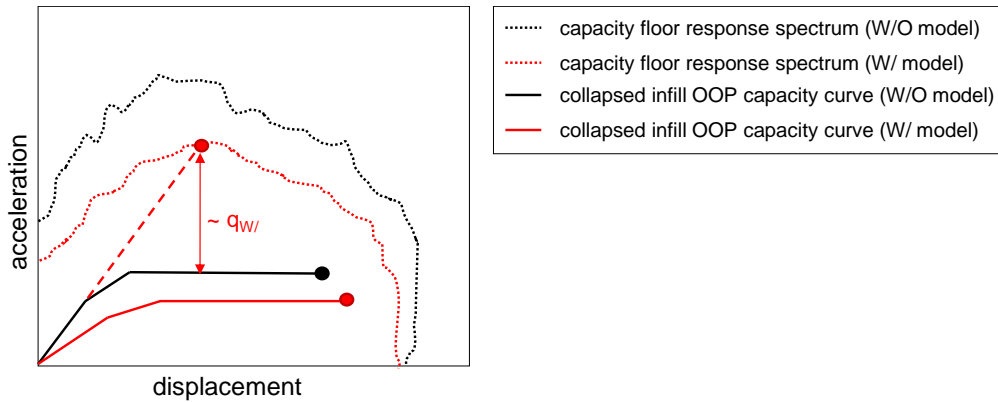 capacity floor response spectrum (W/O model)
capacity floor response spectrum (W/ model)
collapsed infill OOP capacity curve (W/O model)
collapsed infill OOP capacity curve (W/ model)
acceleration
~ qW/
displacement